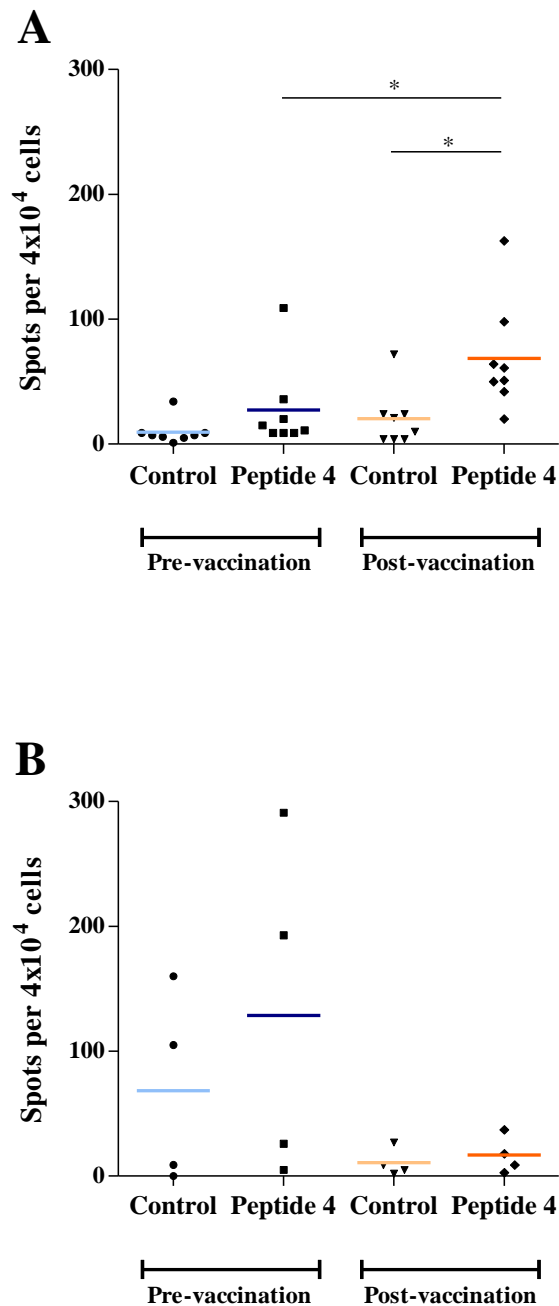 A
300
*
*
200
Spots per 4x10⁴ cells
100
0
Control Peptide 4 Control Peptide 4
Pre-vaccination Post-vaccination
B
300
200
Spots per 4x10⁴ cells
100
0
Control Peptide 4 Control Peptide 4
Pre-vaccination Post-vaccination